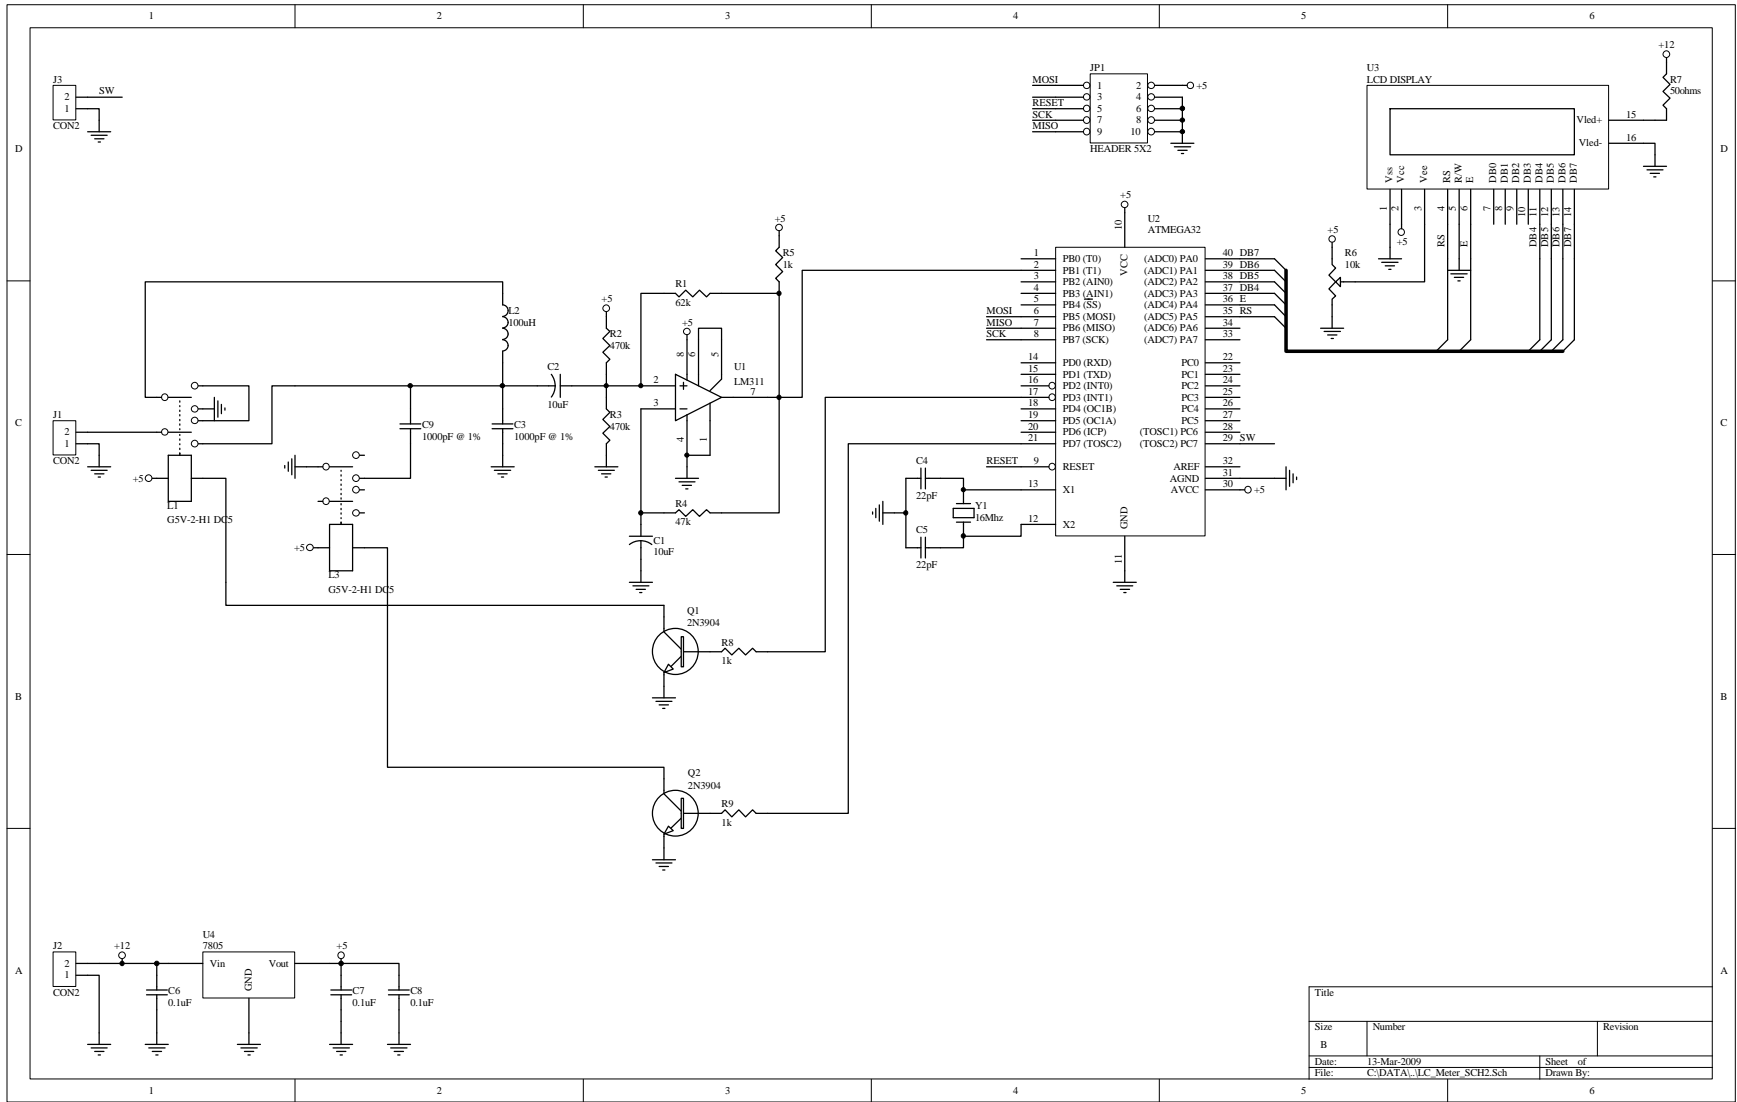 1 2 3 4 5 6
D
C
B
A
J3
2 SW
1
CON2
JP1
MOSI 1 2 +5
3 4
RESET 5 6
SCK 7 8
MISO 9 10
HEADER 5X2
U3
LCD DISPLAY
+12
R7
50ohms
Vled+ 15
Vled- 16
Vss Vcc Vee RS R/W E DB0 DB1 DB2 DB3 DB4 DB5 DB6 DB7
1 2 3 4 5 6 7 8 9 10 11 12 13 14
+5
RS E DB4 DB5 DB6 DB7
+5
R6
10k
+5
10
U2
ATMEGA32
VCC
1 PB0 (T0) (ADC0) PA0 40 DB7
2 PB1 (T1) (ADC1) PA1 39 DB6
3 PB2 (AIN0) (ADC2) PA2 38 DB5
4 PB3 (AIN1) (ADC3) PA3 37 DB4
5 PB4 (SS) (ADC4) PA4 36 E
MOSI 6 PB5 (MOSI) (ADC5) PA5 35 RS
MISO 7 PB6 (MISO) (ADC6) PA6 34
SCK 8 PB7 (SCK) (ADC7) PA7 33
14 PD0 (RXD) PC0 22
15 PD1 (TXD) PC1 23
16 PD2 (INT0) PC2 24
17 PD3 (INT1) PC3 25
18 PD4 (OC1B) PC4 26
19 PD5 (OC1A) PC5 27
20 PD6 (ICP) (TOSC1) PC6 28
21 PD7 (TOSC2) (TOSC2) PC7 29 SW
RESET 9 RESET AREF 32
AGND 31
13 X1 AVCC 30 +5
12 X2
GND
11
C4
22pF
Y1
16Mhz
C5
22pF
+5
R5
1k
R1
62k
L2
100uH
+5
R2
470k
+5
8 6 5
C2
10uF
U1
LM311
2 +
3 −
7
4 1
R3
470k
C9
1000pF @ 1%
C3
1000pF @ 1%
J1
2
1
CON2
+5
L1
G5V-2-H1 DC5
+5
L3
G5V-2-H1 DC5
R4
47k
C1
10uF
Q1
2N3904
R8
1k
Q2
2N3904
R9
1k
J2
2
1
CON2
+12
U4
7805
Vin Vout
GND
+5
C6
0.1uF
C7
0.1uF
C8
0.1uF
Title
Size Number Revision
B
Date: 13-Mar-2009 Sheet of
File: C:\DATA\..\LC_Meter_SCH2.Sch Drawn By:
D
C
B
A
1 2 3 4 5 6